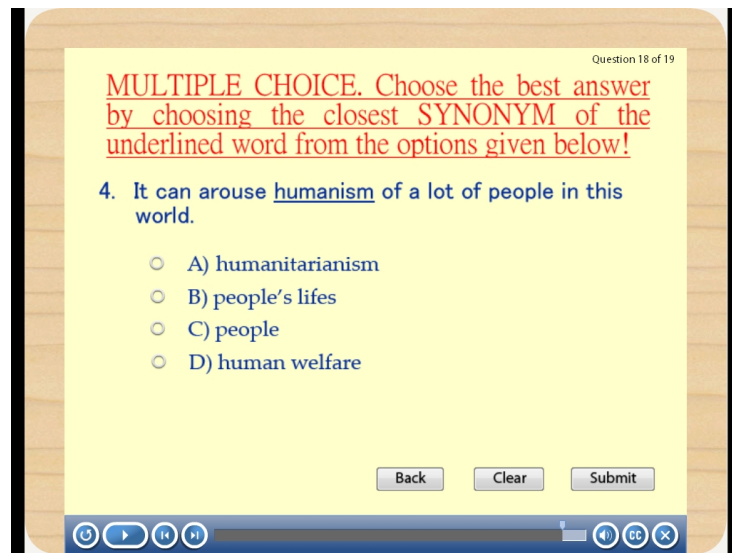 Question 18 of 19
MULTIPLE CHOICE. Choose the best answer
by choosing the closest SYNONYM of the
underlined word from the options given below!
4. It can arouse humanism of a lot of people in this
world.
A) humanitarianism
B) people's lifes
C) people
D) human welfare
Back Clear Submit
CC